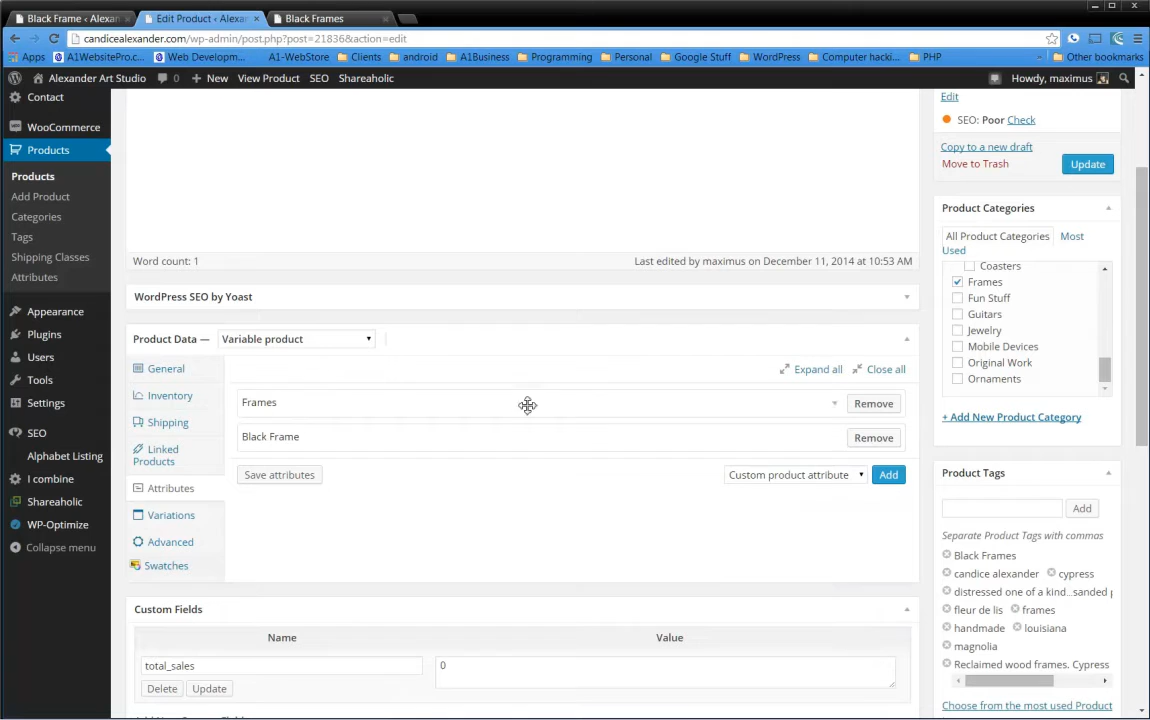 Black Frame < Alexan
Edit Product < Alexan
Black Frames
candicealexander.com/wp-admin/post.php?post=21836&action=edit
Apps
A1WebsitePro.c...
Web Developm...
A1-WebStore
Clients
android
A1Business
Programming
Personal
Google Stuff
WordPress
Computer hacki...
PHP
Other bookmarks
Alexander Art Studio
0
+ New
View Product
SEO
Shareaholic
Howdy, maximus
Contact
WooCommerce
Products
Products
Add Product
Categories
Tags
Shipping Classes
Attributes
Appearance
Plugins
Users
Tools
Settings
SEO
Alphabet Listing
I combine
Shareaholic
WP-Optimize
Collapse menu
Word count: 1
Last edited by maximus on December 11, 2014 at 10:53 AM
WordPress SEO by Yoast
Product Data —
Variable product
General
Inventory
Shipping
Linked
Products
Attributes
Variations
Advanced
Swatches
Expand all
Close all
Frames
Remove
Black Frame
Remove
Save attributes
Custom product attribute
Add
Custom Fields
Name
Value
total_sales
0
Delete
Update
Edit
SEO: Poor Check
Copy to a new draft
Move to Trash
Update
Product Categories
All Product Categories
Most
Used
Coasters
Frames
Fun Stuff
Guitars
Jewelry
Mobile Devices
Original Work
Ornaments
+ Add New Product Category
Product Tags
Add
Separate Product Tags with commas
Black Frames
candice alexander
cypress
distressed one of a kind...sanded
fleur de lis
frames
handmade
louisiana
magnolia
Reclaimed wood frames. Cypress
Choose from the most used Product